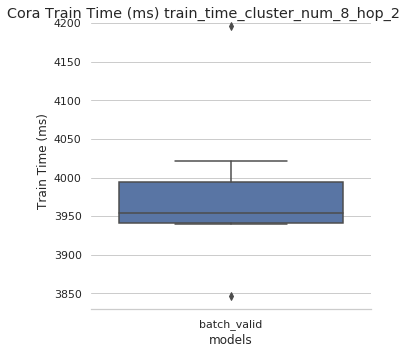 Cora Train Time (ms) train_time_cluster_num_8_hop_2
4200
4150
4100
4050
4000
3950
3900
3850
Train Time (ms)
batch_valid
models